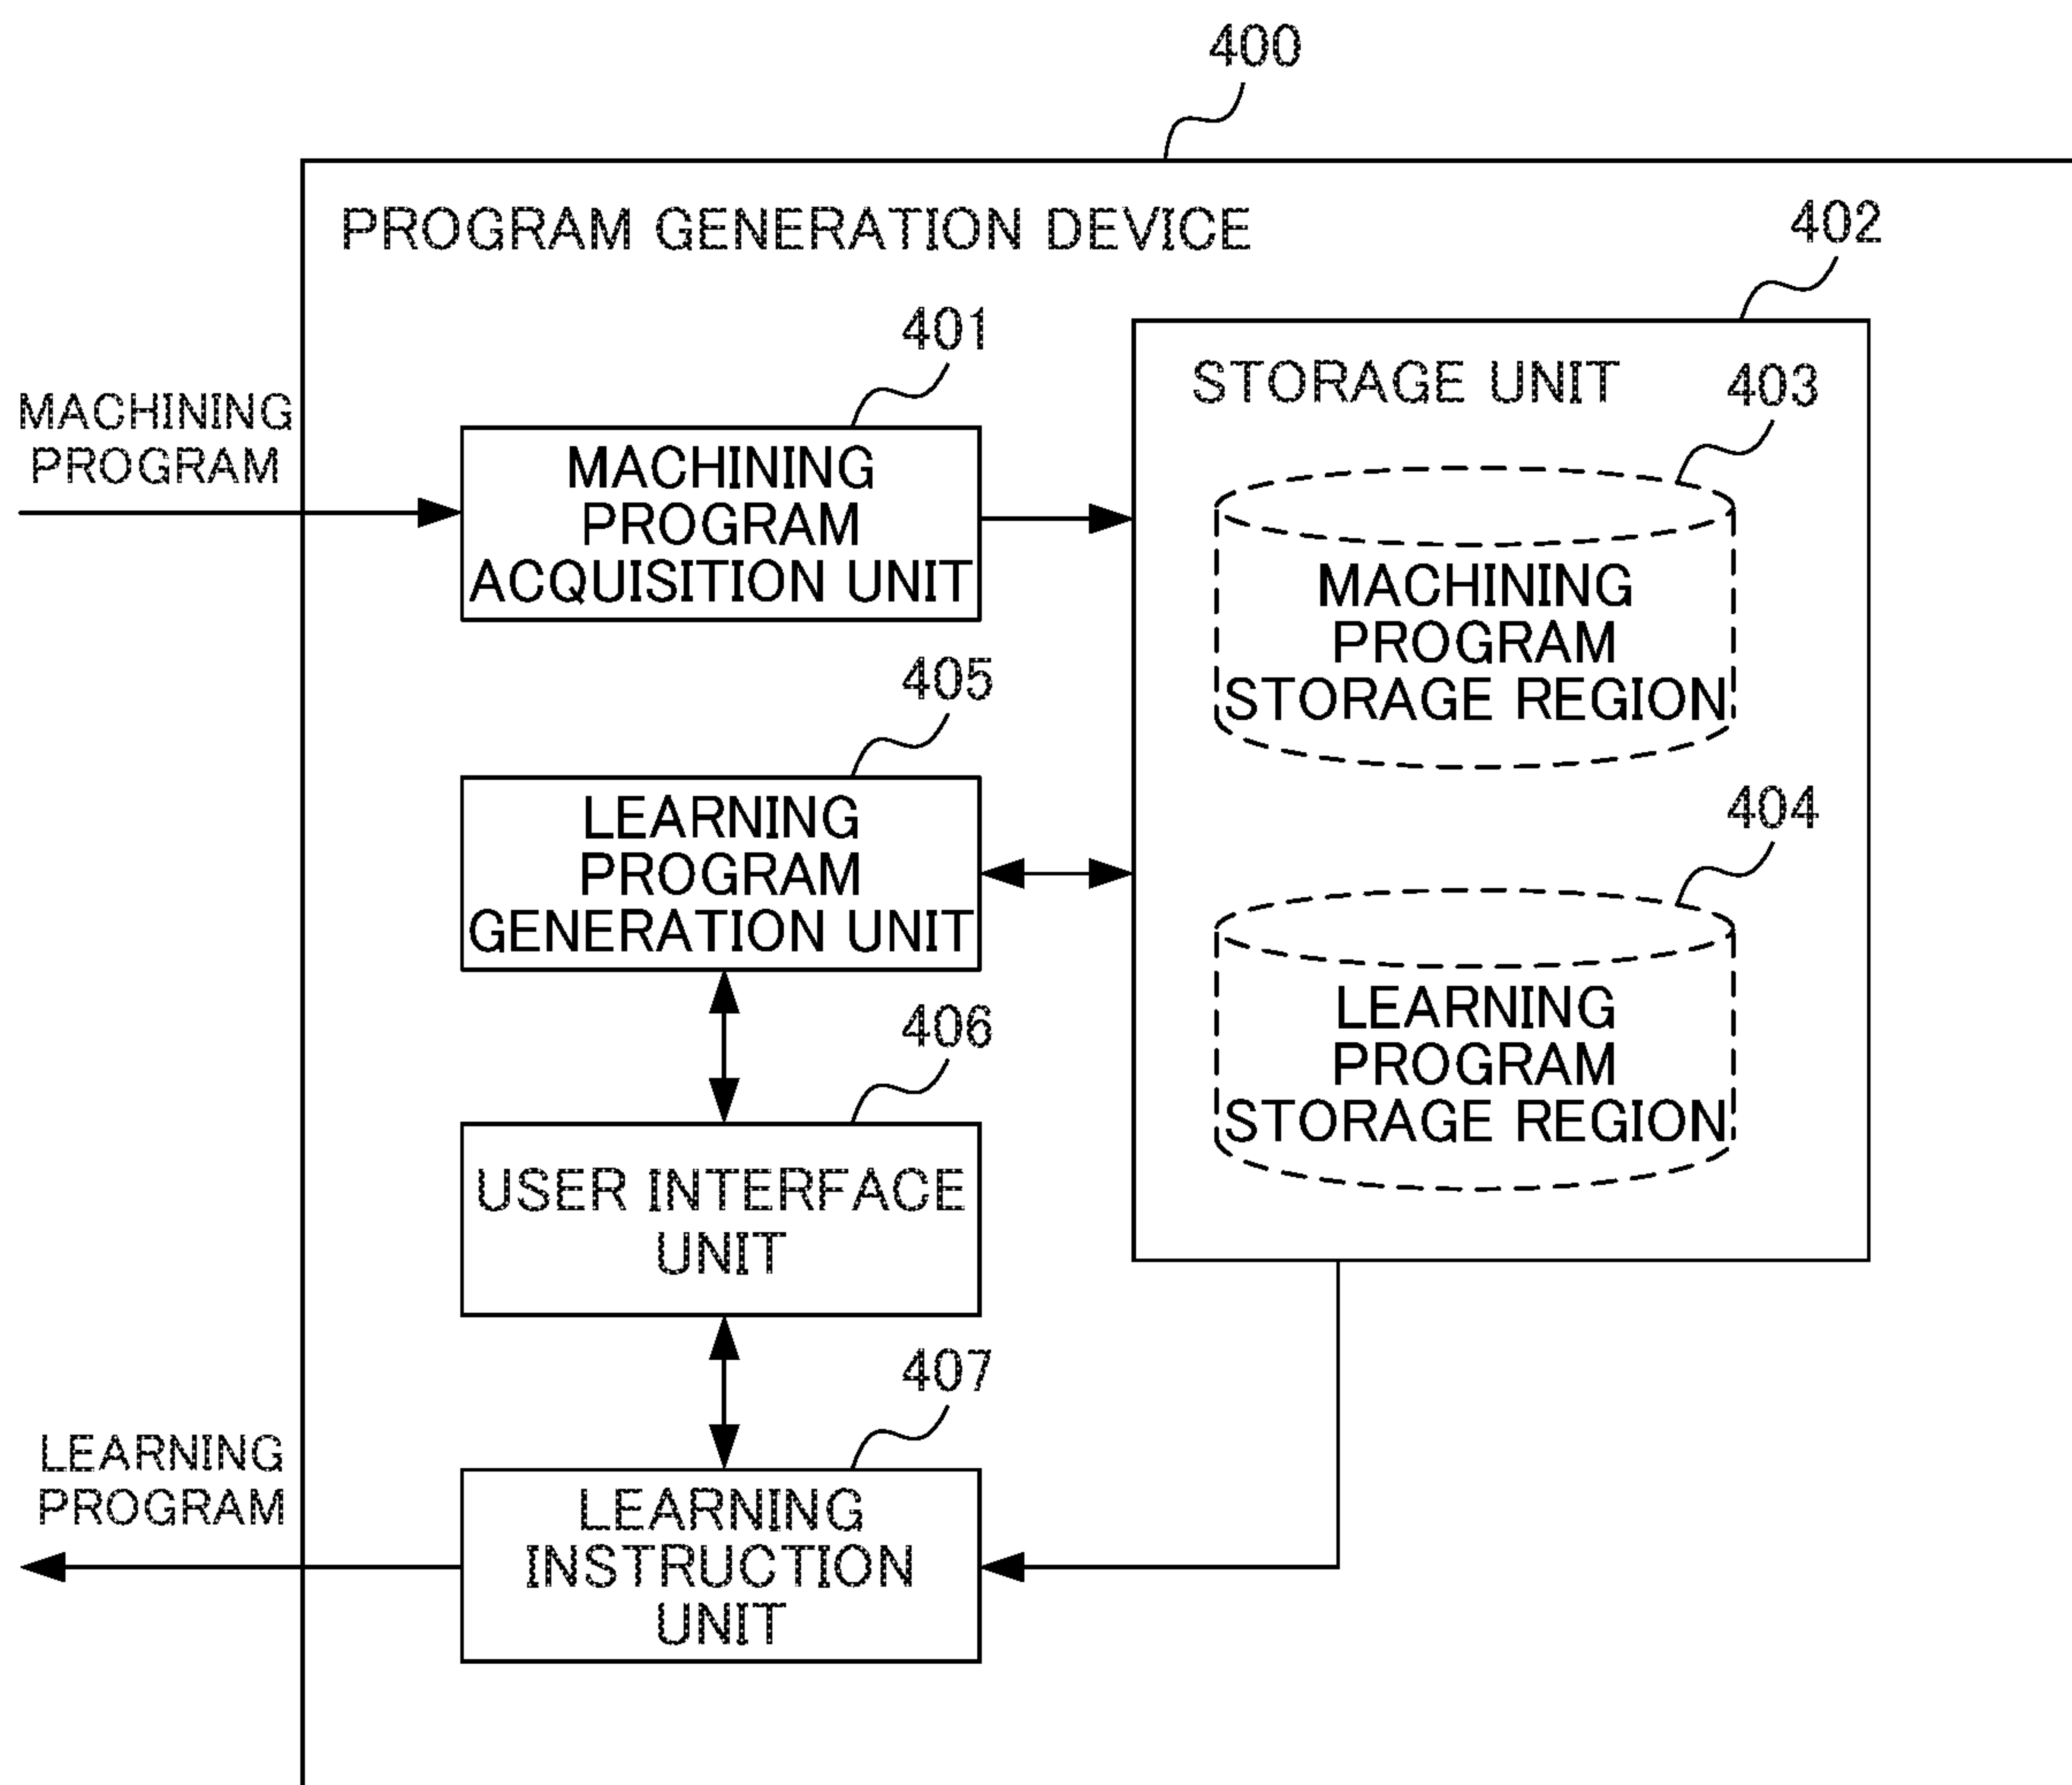 400
PROGRAM GENERATION DEVICE
402
401
STORAGE UNIT
403
MACHINING
PROGRAM
MACHINING
PROGRAM
ACQUISITION UNIT
MACHINING
PROGRAM
STORAGE REGION
405
LEARNING
PROGRAM
GENERATION UNIT
404
LEARNING
PROGRAM
STORAGE REGION
406
USER INTERFACE
UNIT
407
LEARNING
PROGRAM
LEARNING
INSTRUCTION
UNIT